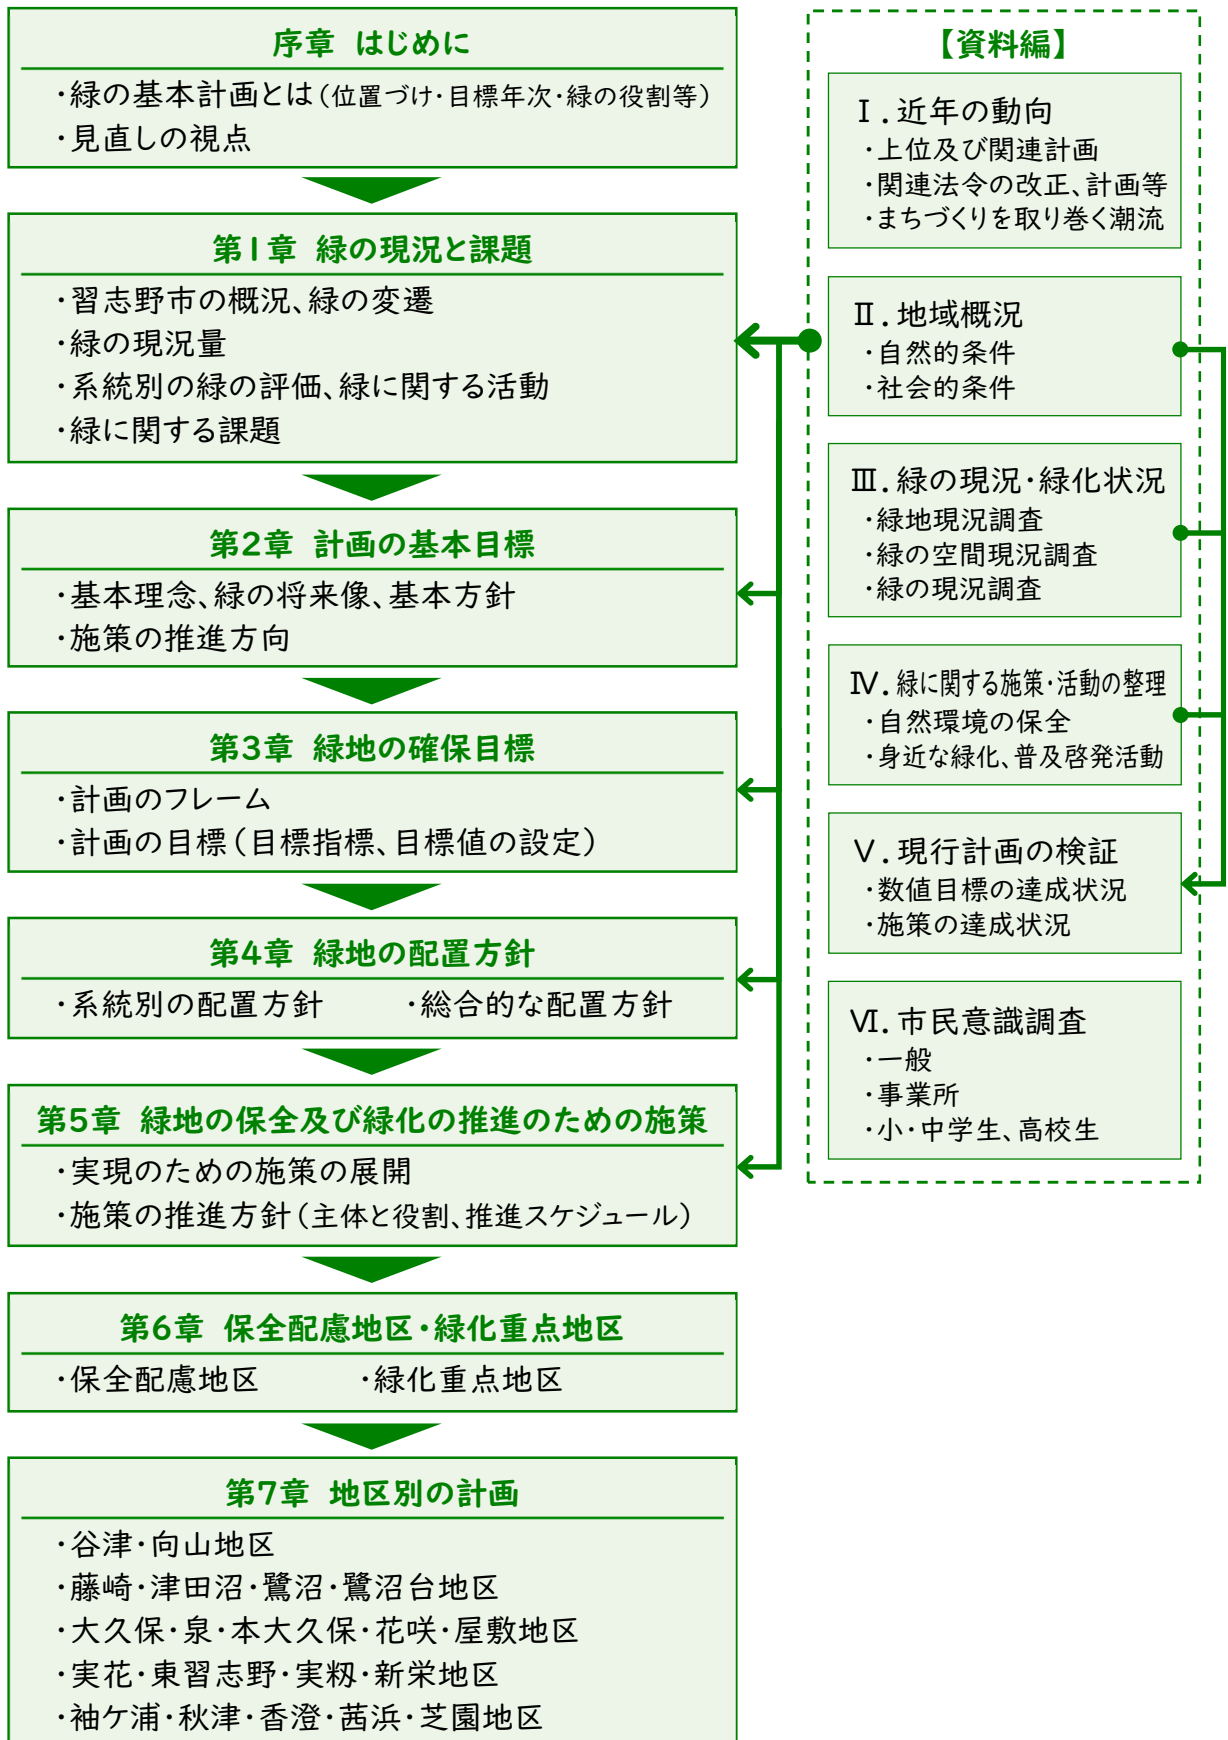 序章 はじめに
・緑の基本計画とは(位置づけ・目標年次・緑の役割等)
・見直しの視点
第1章 緑の現況と課題
・習志野市の概況、緑の変遷
・緑の現況量
・系統別の緑の評価、緑に関する活動
・緑に関する課題
第2章 計画の基本目標
・基本理念、緑の将来像、基本方針
・施策の推進方向
第3章 緑地の確保目標
・計画のフレーム
・計画の目標(目標指標、目標値の設定)
第4章 緑地の配置方針
・系統別の配置方針 ・総合的な配置方針
第5章 緑地の保全及び緑化の推進のための施策
・実現のための施策の展開
・施策の推進方針(主体と役割、推進スケジュール)
第6章 保全配慮地区・緑化重点地区
・保全配慮地区 ・緑化重点地区
第7章 地区別の計画
・谷津・向山地区
・藤崎・津田沼・鷺沼・鷺沼台地区
・大久保・泉・本大久保・花咲・屋敷地区
・実花・東習志野・実籾・新栄地区
・袖ケ浦・秋津・香澄・茜浜・芝園地区
【資料編】
Ⅰ.近年の動向
・上位及び関連計画
・関連法令の改正、計画等
・まちづくりを取り巻く潮流
Ⅱ.地域概況
・自然的条件
・社会的条件
Ⅲ.緑の現況・緑化状況
・緑地現況調査
・緑の空間現況調査
・緑の現況調査
Ⅳ.緑に関する施策・活動の整理
・自然環境の保全
・身近な緑化、普及啓発活動
Ⅴ.現行計画の検証
・数値目標の達成状況
・施策の達成状況
Ⅵ.市民意識調査
・一般
・事業所
・小・中学生、高校生